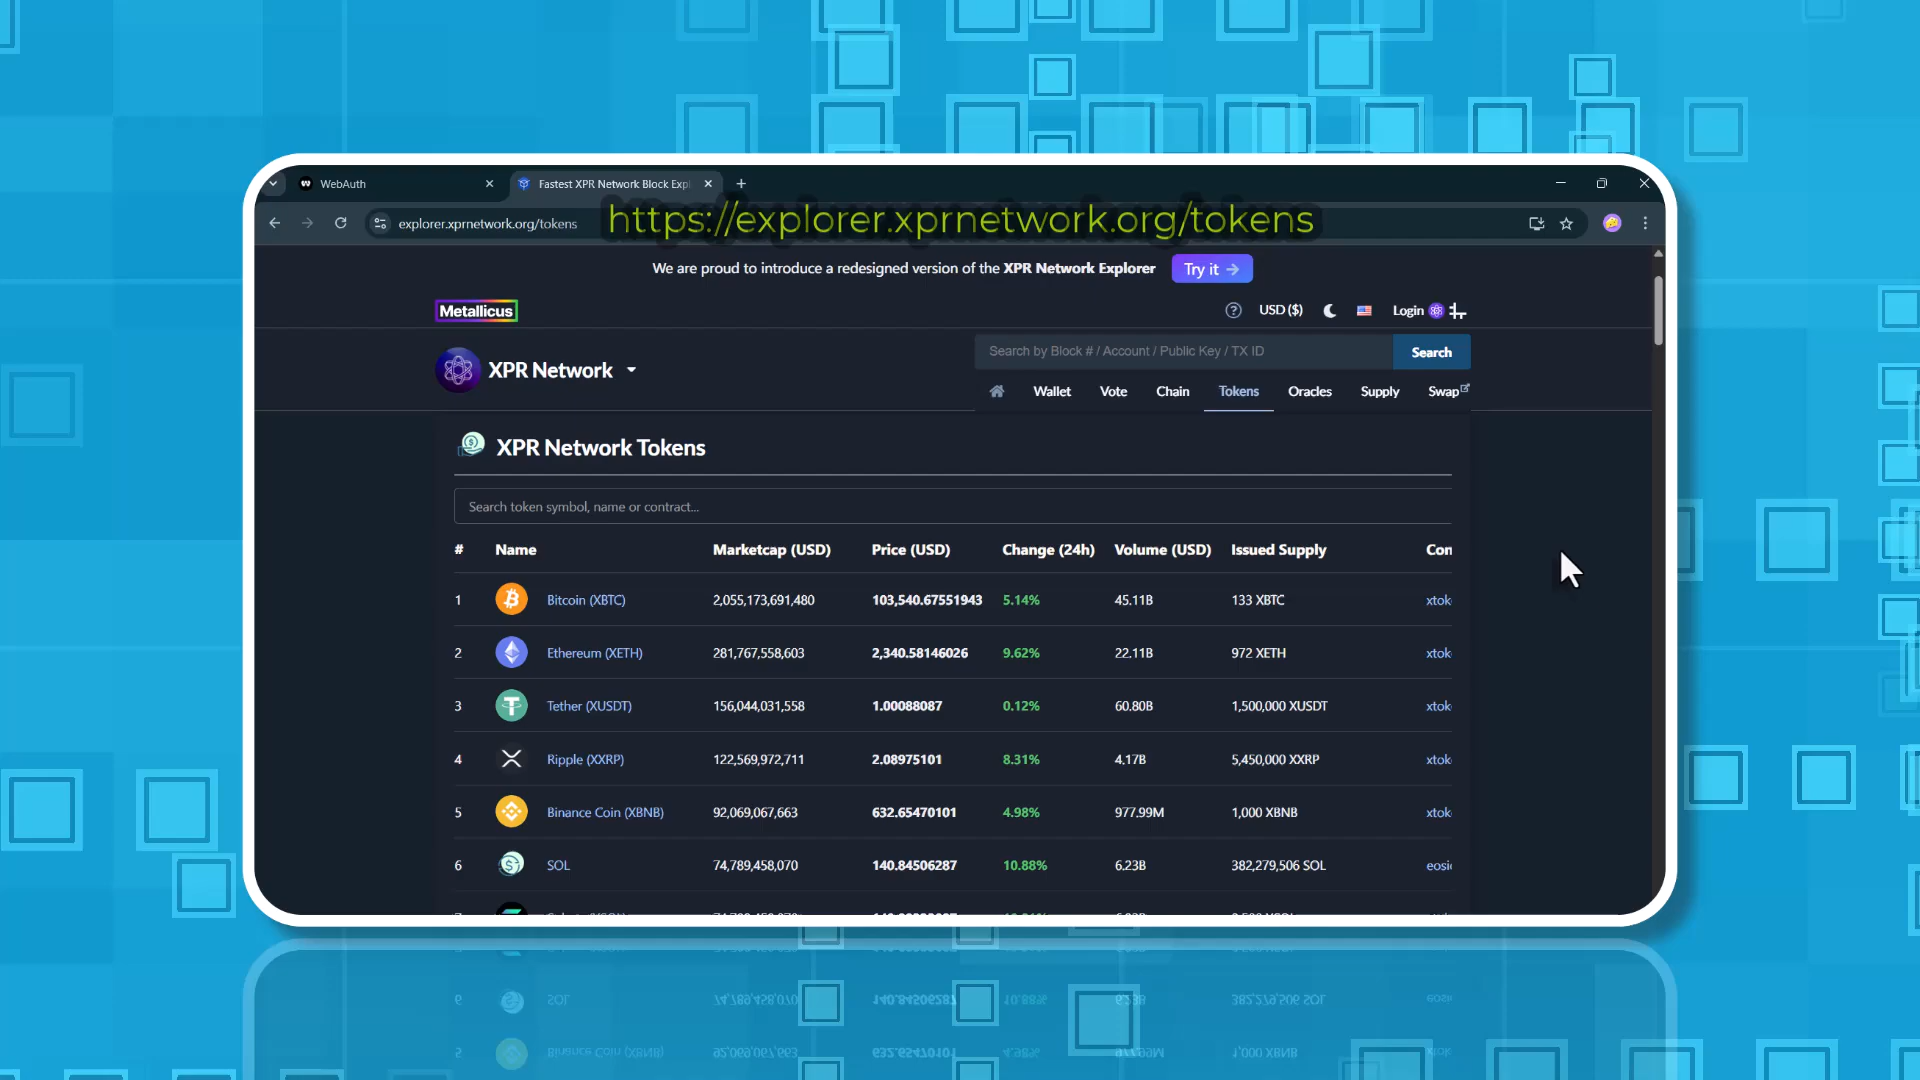 WebAuth
Fastest XPR Network Block Expl
explorer.xprnetwork.org/tokens
https://explorer.xprnetwork.org/tokens
We are proud to introduce a redesigned version of the XPR Network Explorer
Try it →
Metallicus
USD ($)
Login
XPR Network
Search by Block # / Account / Public Key / TX ID
Search
Wallet Vote Chain Tokens Oracles Supply Swap
XPR Network Tokens
Search token symbol, name or contract...
# Name Marketcap (USD) Price (USD) Change (24h) Volume (USD) Issued Supply Con
1 Bitcoin (XBTC) 2,055,173,691,480 103,540.67551943 5.14% 45.11B 133 XBTC xtok
2 Ethereum (XETH) 281,767,558,603 2,340.58146026 9.62% 22.11B 972 XETH xtok
3 Tether (XUSDT) 156,044,031,558 1.00088087 0.12% 60.80B 1,500,000 XUSDT xtok
4 Ripple (XXRP) 122,569,972,711 2.08975101 8.31% 4.17B 5,450,000 XXRP xtok
5 Binance Coin (XBNB) 92,069,067,663 632.65470101 4.98% 977.99M 1,000 XBNB xtok
6 SOL 74,789,458,070 140.84506287 10.88% 6.23B 382,279,506 SOL eosi